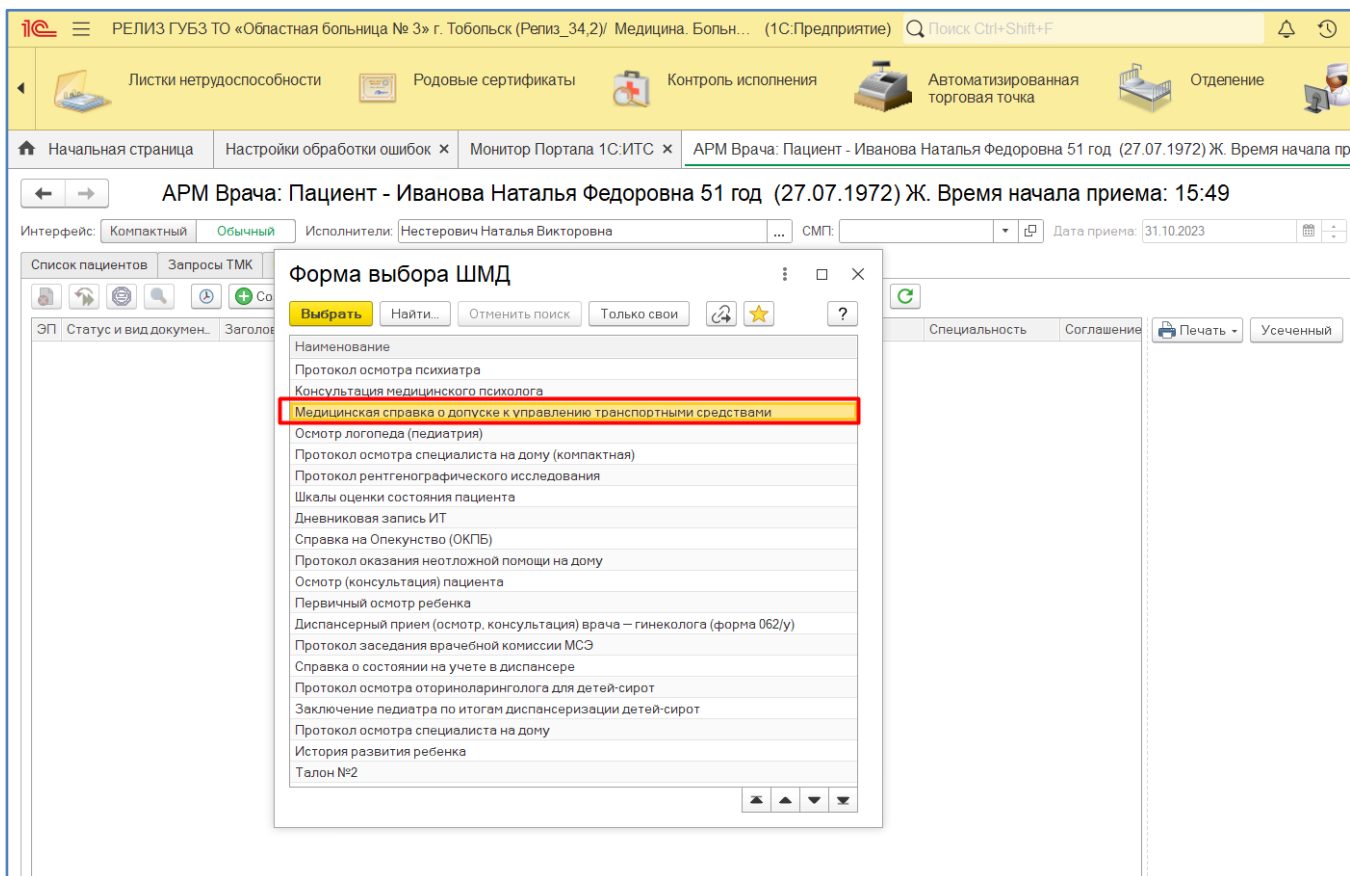 РЕЛИЗ ГУБЗ ТО «Областная больница № 3» г. Тобольск (Релиз_34,2)/ Медицина. Больн... (1С:Предприятие) Поиск Ctrl+Shift+F
Листки нетрудоспособности Родовые сертификаты Контроль исполнения Автоматизированная торговая точка Отделение
Начальная страница Настройки обработки ошибок × Монитор Портала 1С:ИТС × АРМ Врача: Пациент - Иванова Наталья Федоровна 51 год (27.07.1972) Ж. Время начала пр
АРМ Врача: Пациент - Иванова Наталья Федоровна 51 год (27.07.1972) Ж. Время начала приема: 15:49
Интерфейс: Компактный Обычный Исполнители: Нестерович Наталья Викторовна ... СМП: Дата приема: 31.10.2023
Список пациентов Запросы ТМК
Со
ЭП Статус и вид докумен... Заголов Специальность Соглашение Печать Усеченный
Форма выбора ШМД
Выбрать Найти... Отменить поиск Только свои ?
Наименование
Протокол осмотра психиатра
Консультация медицинского психолога
Медицинская справка о допуске к управлению транспортными средствами
Осмотр логопеда (педиатрия)
Протокол осмотра специалиста на дому (компактная)
Протокол рентгенографического исследования
Шкалы оценки состояния пациента
Дневниковая запись ИТ
Справка на Опекунство (ОКПБ)
Протокол оказания неотложной помощи на дому
Осмотр (консультация) пациента
Первичный осмотр ребенка
Диспансерный прием (осмотр, консультация) врача — гинеколога (форма 062/у)
Протокол заседания врачебной комиссии МСЭ
Справка о состоянии на учете в диспансере
Протокол осмотра оториноларинголога для детей-сирот
Заключение педиатра по итогам диспансеризации детей-сирот
Протокол осмотра специалиста на дому
История развития ребенка
Талон №2